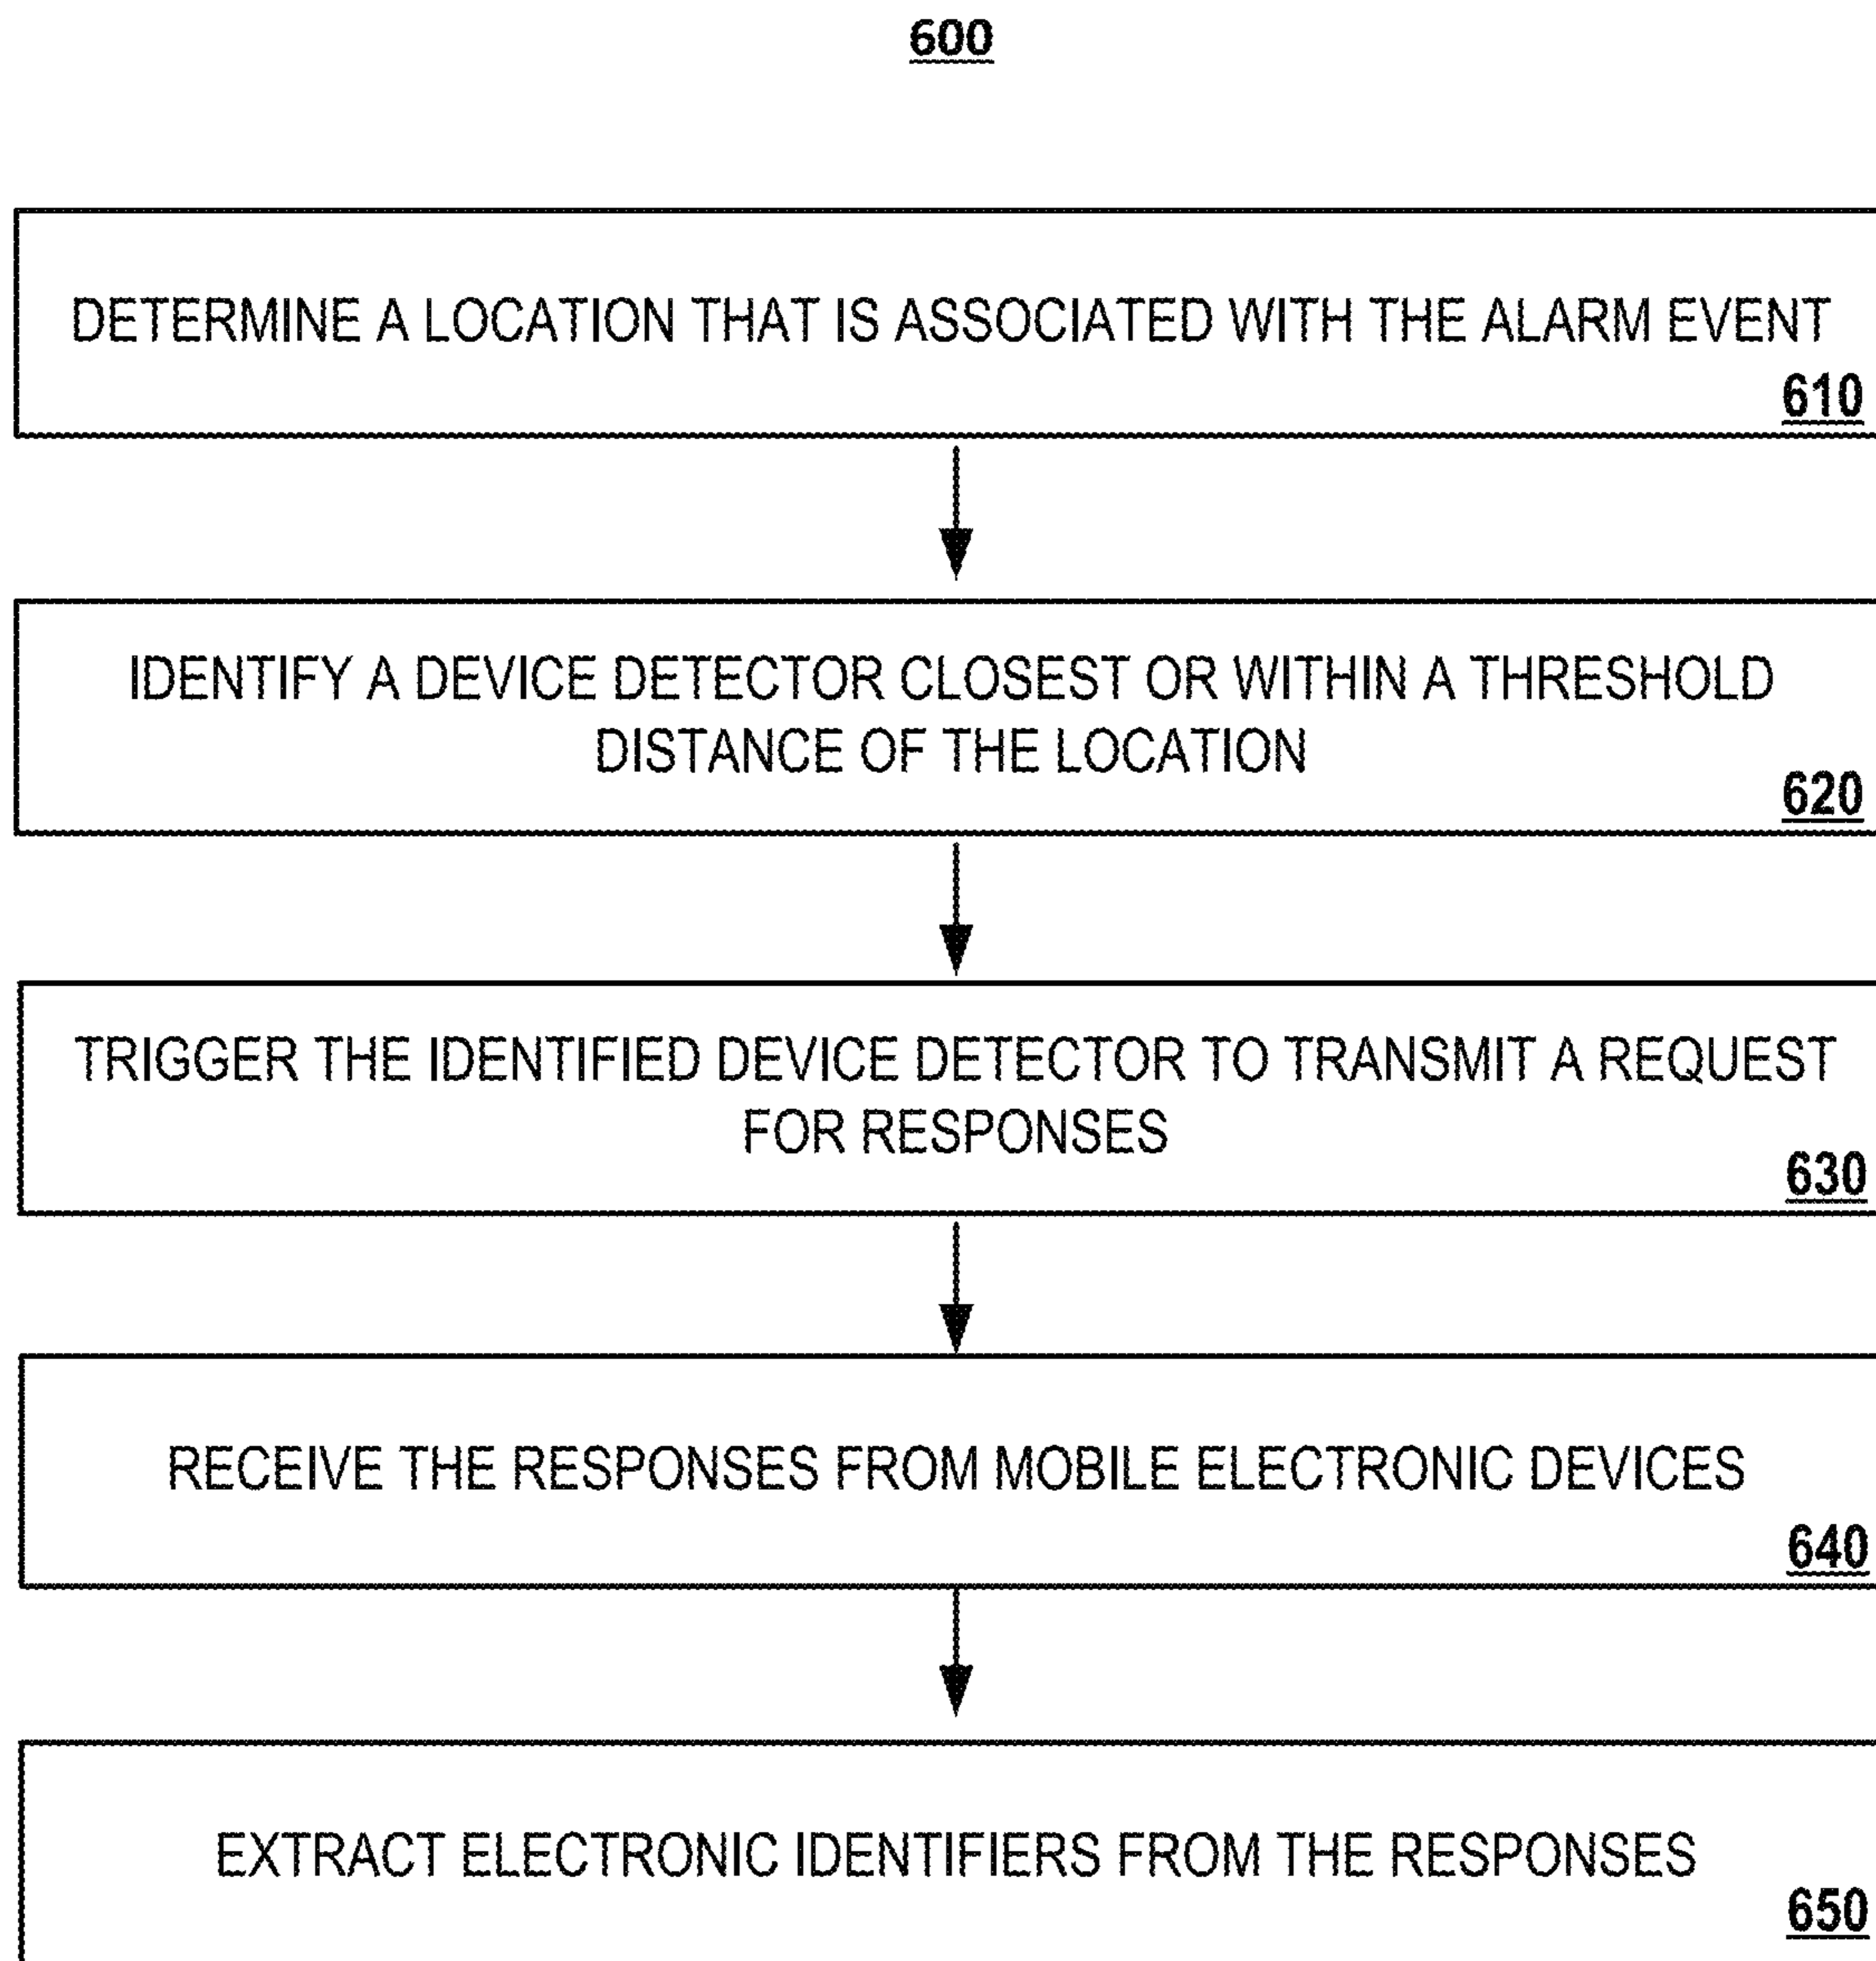 600
DETERMINE A LOCATION THAT IS ASSOCIATED WITH THE ALARM EVENT
610
IDENTIFY A DEVICE DETECTOR CLOSEST OR WITHIN A THRESHOLD
DISTANCE OF THE LOCATION
620
TRIGGER THE IDENTIFIED DEVICE DETECTOR TO TRANSMIT A REQUEST
FOR RESPONSES
630
RECEIVE THE RESPONSES FROM MOBILE ELECTRONIC DEVICES
640
EXTRACT ELECTRONIC IDENTIFIERS FROM THE RESPONSES
650